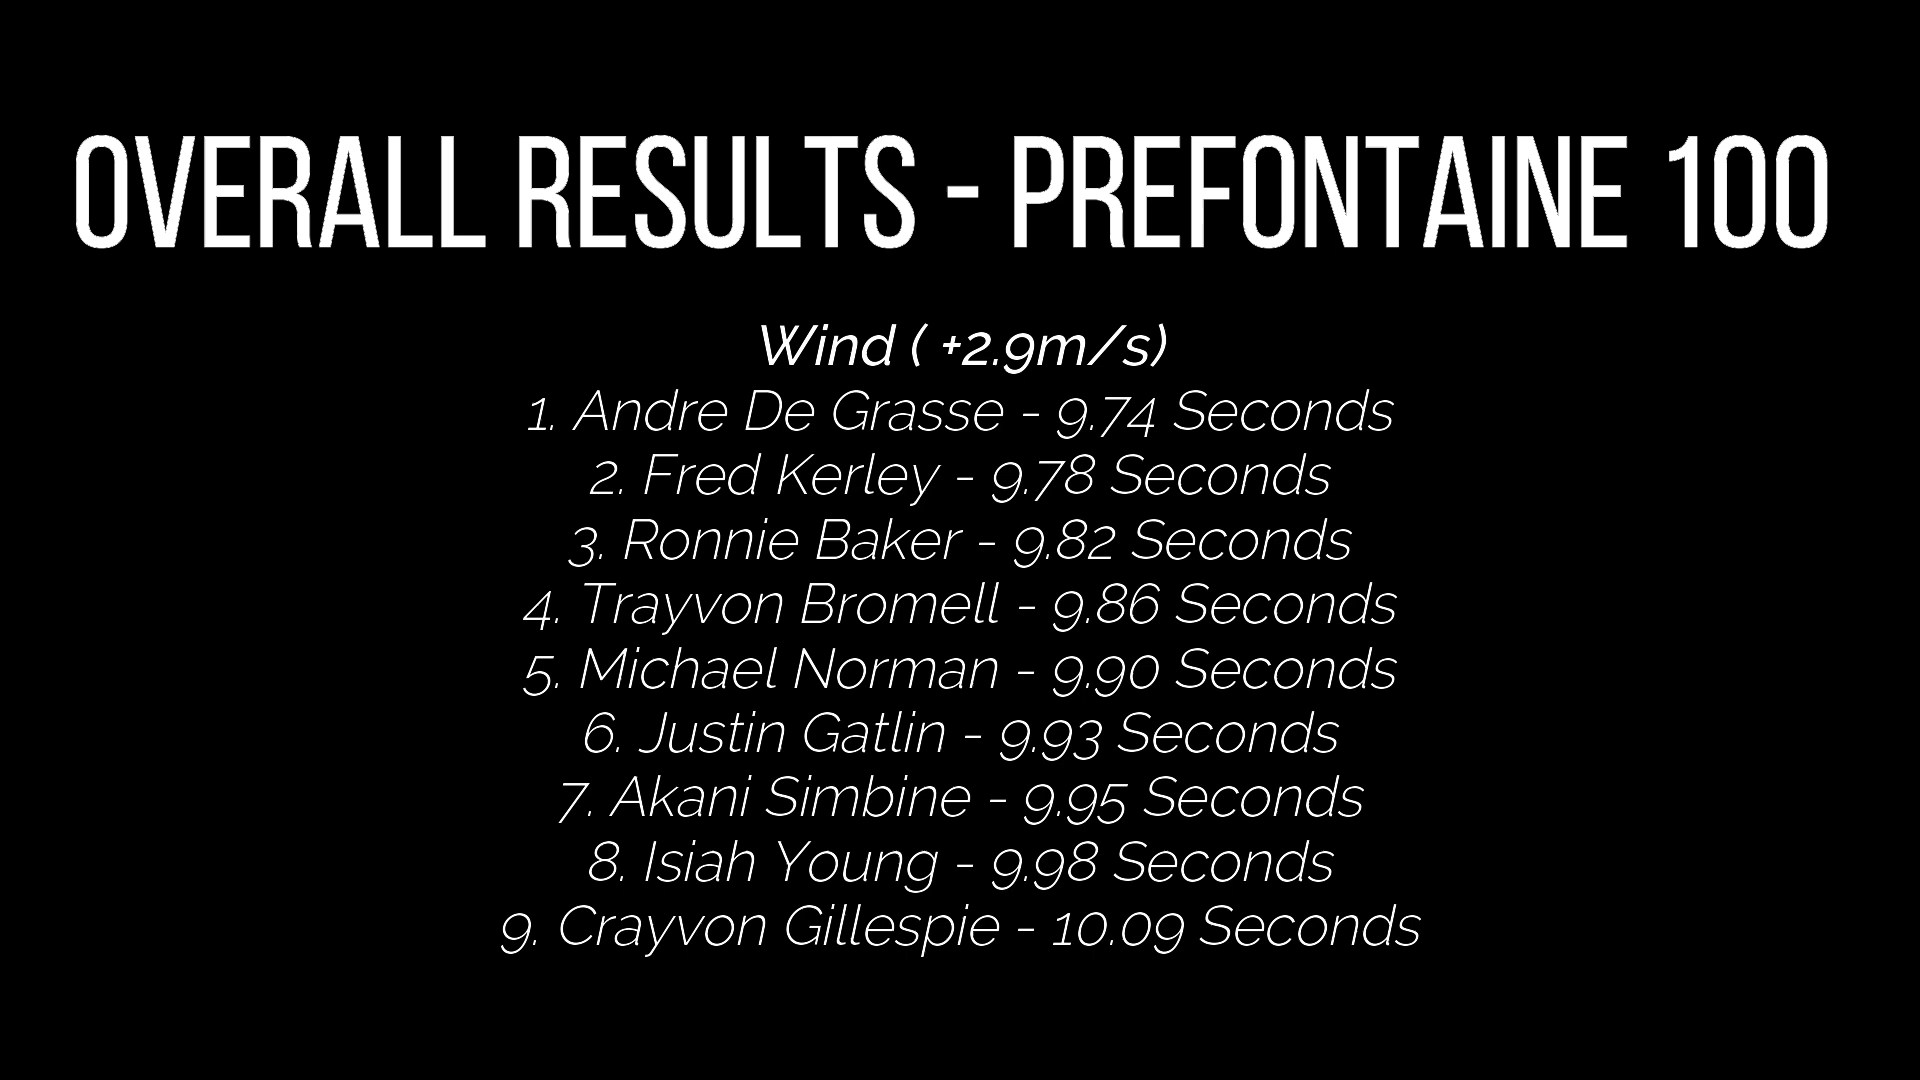 OVERALL RESULTS - PREFONTAINE 100
Wind ( +2.9m/s)
1. Andre De Grasse - 9.74 Seconds
2. Fred Kerley - 9.78 Seconds
3. Ronnie Baker - 9.82 Seconds
4. Trayvon Bromell - 9.86 Seconds
5. Michael Norman - 9.90 Seconds
6. Justin Gatlin - 9.93 Seconds
7. Akani Simbine - 9.95 Seconds
8. Isiah Young - 9.98 Seconds
9. Crayvon Gillespie - 10.09 Seconds